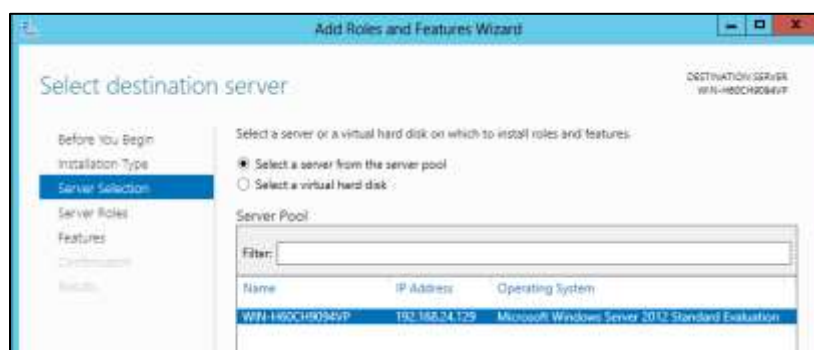 Add Roles and Features Wizard
Select destination server
DESTINATION SERVER
WIN-H60CH9094VP
Before You Begin
Installation Type
Server Selection
Server Roles
Features
Confirmation
Results
Select a server or a virtual hard disk on which to install roles and features.
Select a server from the server pool
Select a virtual hard disk
Server Pool
Filter:
Name IP Address Operating System
WIN-H60CH9094VP 192.168.24.129 Microsoft Windows Server 2012 Standard Evaluation